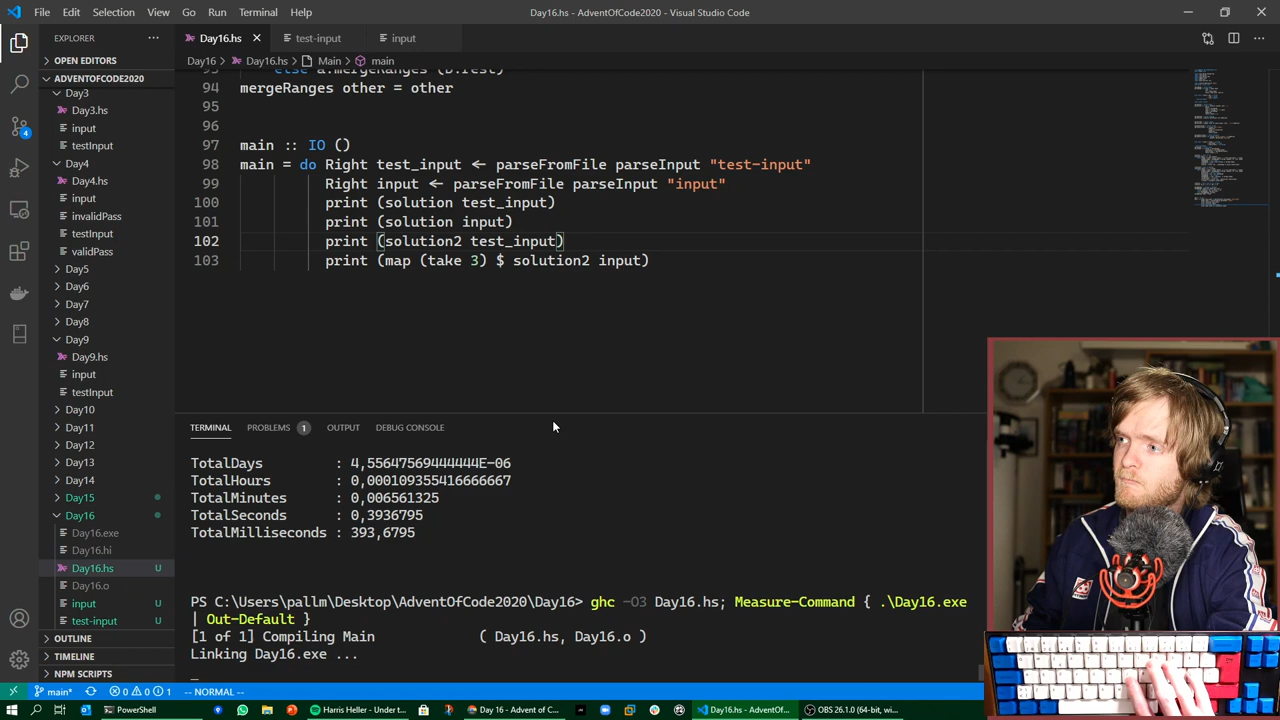 File Edit Selection View Go Run Terminal Help
Day16.hs - AdventOfCode2020 - Visual Studio Code
EXPLORER
Day16.hs
test-input
input
OPEN EDITORS
Day16 > Day16.hs > Main > main
ADVENTOFCODE2020
Day3
Day3.hs
input
testInput
Day4
Day4.hs
input
invalidPass
testInput
validPass
Day5
Day6
Day7
Day8
Day9
Day9.hs
input
testInput
Day10
Day11
Day12
Day13
Day14
Day15
Day16
Day16.exe
Day16.hi
Day16.hs U
Day16.o
input U
test-input U
OUTLINE
TIMELINE
NPM SCRIPTS
94 mergeRanges other = other
95
96
97 main :: IO ()
98 main = do Right test_input ← parseFromFile parseInput "test-input"
99 Right input ← parseFromFile parseInput "input"
100 print (solution test_input)
101 print (solution input)
102 print (solution2 test_input)
103 print (map (take 3) $ solution2 input)
TERMINAL PROBLEMS 1 OUTPUT DEBUG CONSOLE
TotalDays : 4,55647569444444E-06
TotalHours : 0,000109355416666667
TotalMinutes : 0,006561325
TotalSeconds : 0,3936795
TotalMilliseconds : 393,6795
PS C:\Users\pallm\Desktop\AdventOfCode2020\Day16> ghc -O3 Day16.hs; Measure-Command { .\Day16.exe
| Out-Default }
[1 of 1] Compiling Main ( Day16.hs, Day16.o )
Linking Day16.exe ...
main* 0 0 1 -- NORMAL --
PowerShell
Harris Heller - Under t...
Day 16 - Advent of C...
Day16.hs - AdventOf...
OBS 26.1.0 (64-bit, w...